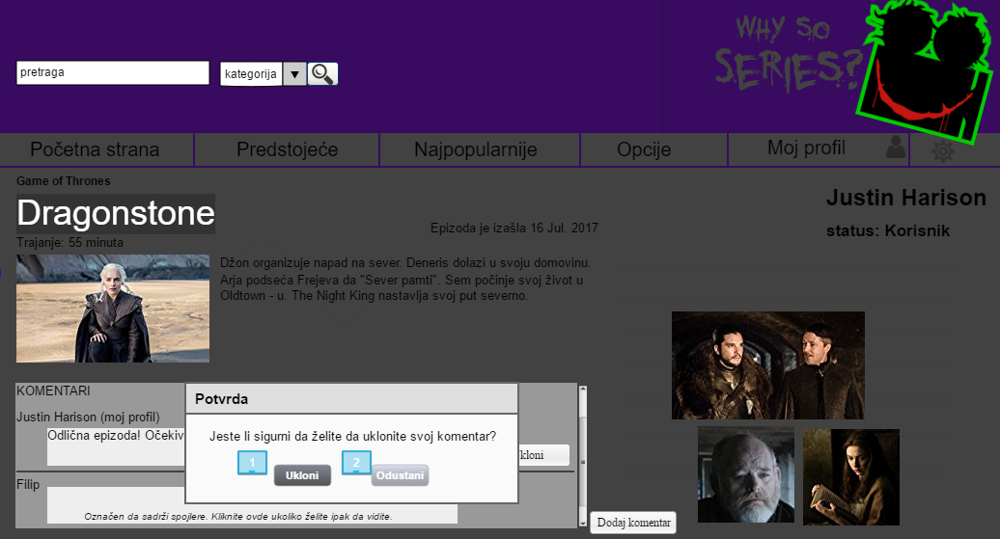 WHY SO
SERIES?
pretraga
kategorija
Početna strana
Predstojeće
Najpopularnije
Opcije
Moj profil
Game of Thrones
Dragonstone
Trajanje: 55 minuta
Epizoda je izašla 16 Jul. 2017
Justin Harison
status: Korisnik
Džon organizuje napad na sever. Deneris dolazi u svoju domovinu.
Arja podseća Frejeva da "Sever pamti". Sem počinje svoj život u
Oldtown - u. The Night King nastavlja svoj put severno.
KOMENTARI
Justin Harison (moj profil)
Odlična epizoda! Očekiv
Potvrda
Jeste li sigurni da želite da uklonite svoj komentar?
1
Ukloni
2
Odustani
kloni
Filip
Označen da sadrži spojlere. Kliknite ovde ukoliko želite ipak da vidite.
Dodaj komentar